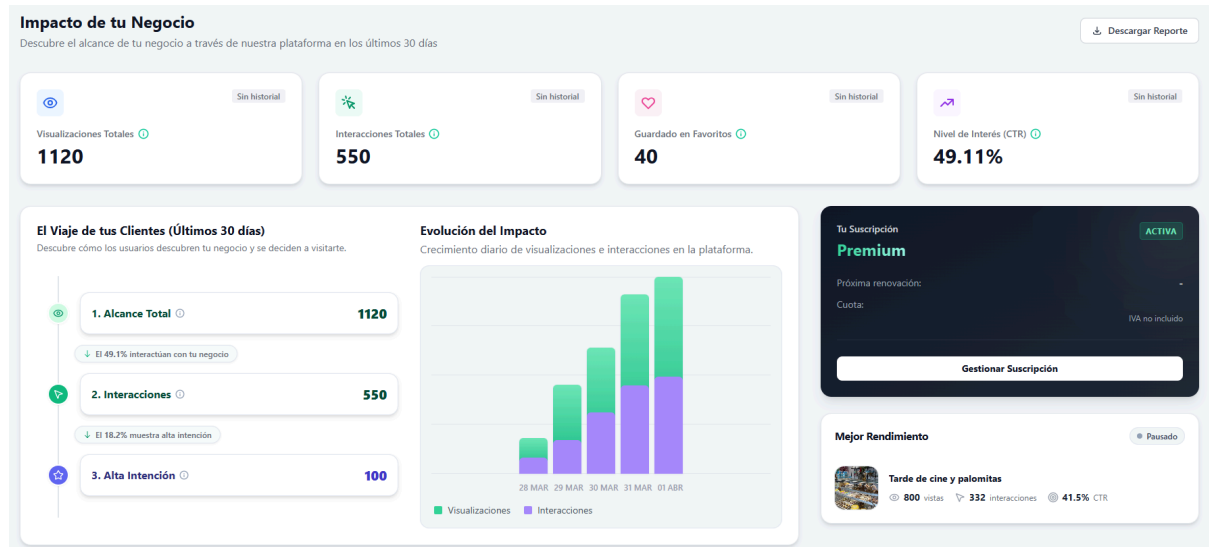 Impacto de tu Negocio
Descubre el alcance de tu negocio a través de nuestra plataforma en los últimos 30 días
Descargar Reporte
Sin historial
Visualizaciones Totales
1120
Sin historial
Interacciones Totales
550
Sin historial
Guardado en Favoritos
40
Sin historial
Nivel de Interés (CTR)
49.11%
El Viaje de tus Clientes (Últimos 30 días)
Descubre cómo los usuarios descubren tu negocio y se deciden a visitarte.
1. Alcance Total 1120
↓ El 49.1% interactúan con tu negocio
2. Interacciones 550
↓ El 18.2% muestra alta intención
3. Alta Intención 100
Evolución del Impacto
Crecimiento diario de visualizaciones e interacciones en la plataforma.
28 MAR 29 MAR 30 MAR 31 MAR 01 ABR
Visualizaciones Interacciones
Tu Suscripción
ACTIVA
Premium
Próxima renovación: -
Cuota:
IVA no incluido
Gestionar Suscripción
Mejor Rendimiento
Pausado
Tarde de cine y palomitas
800 vistas 332 interacciones 41.5% CTR